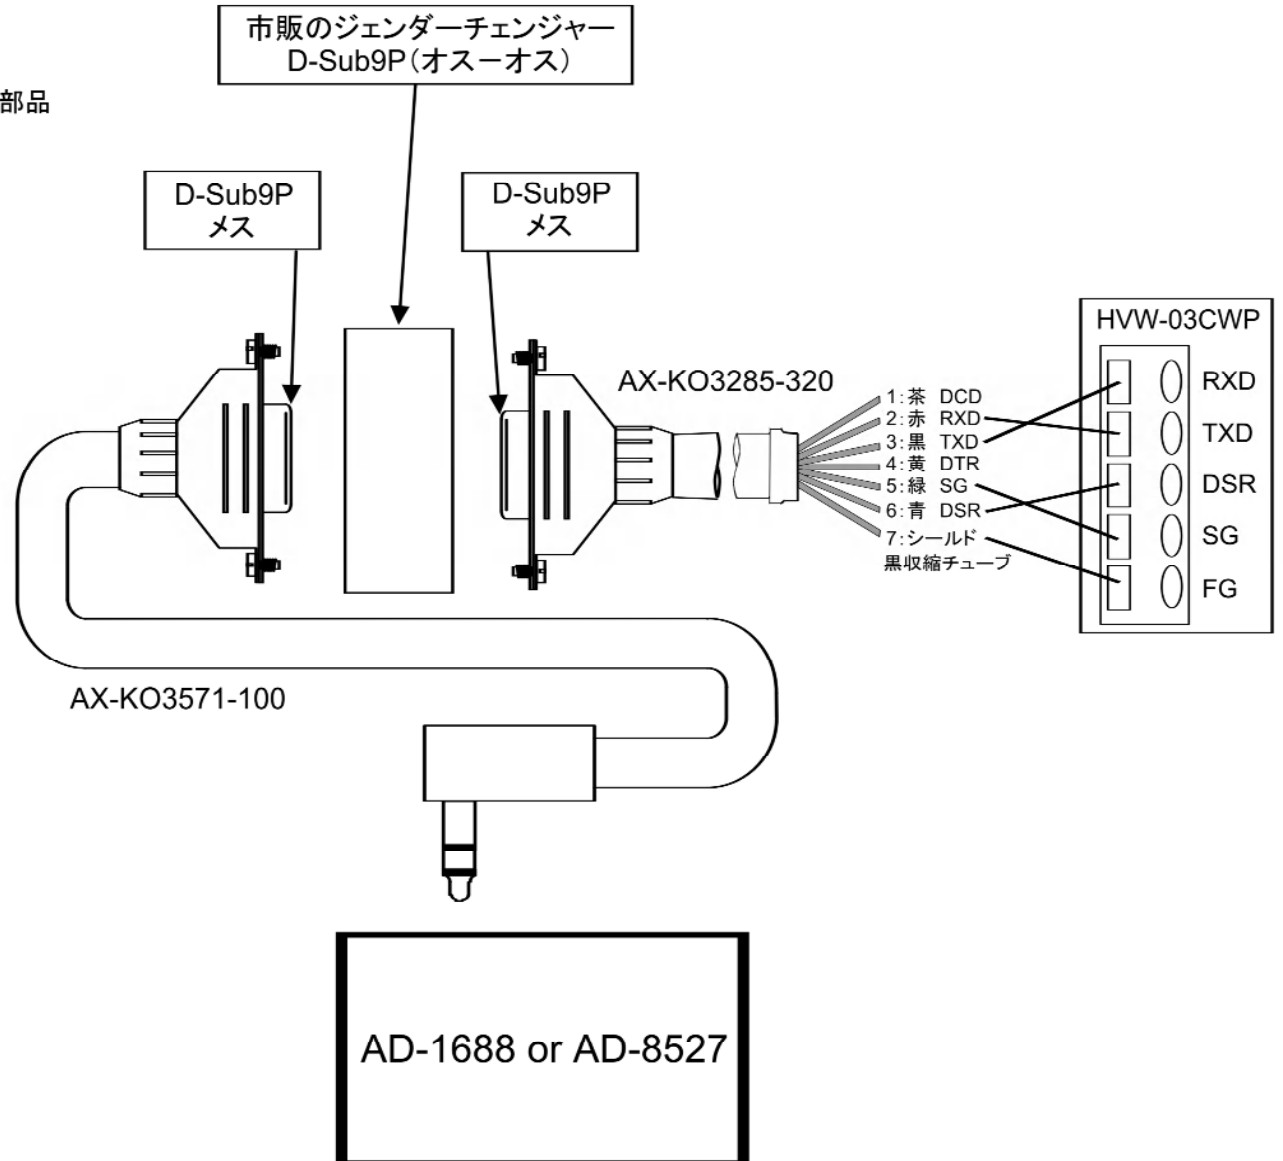 市販のジェンダーチェンジャー
D-Sub9P(オスーオス)
部品
D-Sub9P
メス
D-Sub9P
メス
HVW-03CWP
AX-KO3285-320
1:茶 DCD
2:赤 RXD
3:黒 TXD
4:黄 DTR
5:緑 SG
6:青 DSR
7:シールド
黒収縮チューブ
RXD
TXD
DSR
SG
FG
AX-KO3571-100
AD-1688 or AD-8527